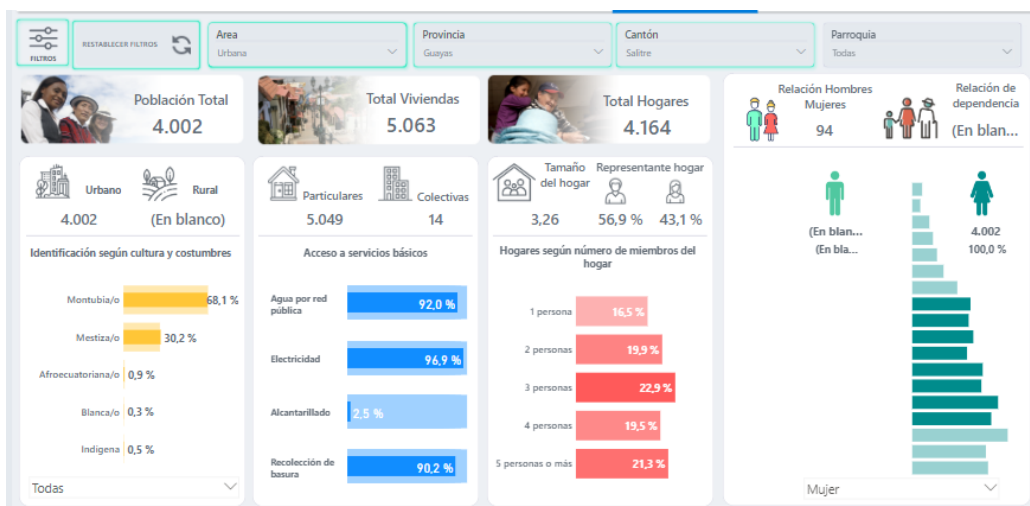 FILTROS
RESTABLECER FILTROS
Area
Urbana
Provincia
Guayas
Cantón
Salitre
Parroquia
Todas
Población Total
4.002
Total Viviendas
5.063
Total Hogares
4.164
Relación Hombres
Mujeres
94
Relación de
dependencia
(En blan...
Urbano
4.002
Rural
(En blanco)
Particulares
5.049
Colectivas
14
Tamaño
del hogar
3,26
Representante hogar
56,9 %
43,1 %
(En blan...
(En bla...
4.002
100,0 %
Identificación según cultura y costumbres
Montubia/o
68,1 %
Mestiza/o
30,2 %
Afroecuatoriana/o
0,9 %
Blanca/o
0,3 %
Indígena
0,5 %
Todas
Acceso a servicios básicos
Agua por red
pública
92,0 %
Electricidad
96,9 %
Alcantarillado
2,5 %
Recolección de
basura
90,2 %
Hogares según número de miembros del
hogar
1 persona
16,5 %
2 personas
19,9 %
3 personas
22,9 %
4 personas
19,5 %
5 personas o más
21,3 %
Mujer